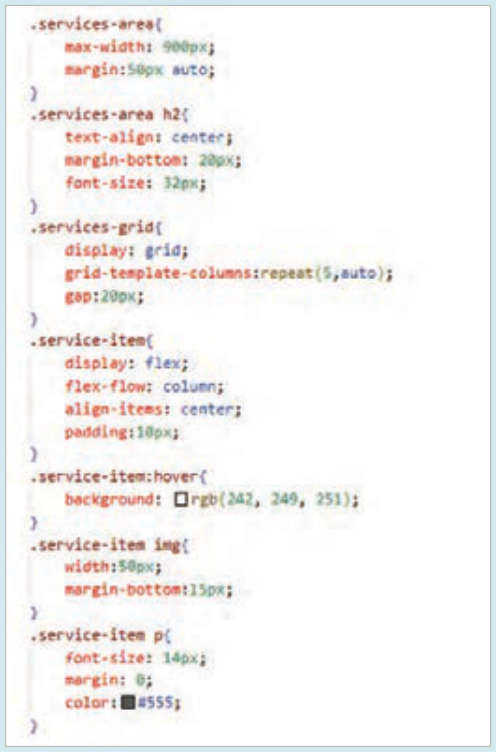 .services-area{
max-width: 900px;
margin:50px auto;
}
.services-area h2{
text-align: center;
margin-bottom: 20px;
font-size: 32px;
}
.services-grid{
display: grid;
grid-template-columns:repeat(5,auto);
gap:20px;
}
.service-item{
display: flex;
flex-flow: column;
align-items: center;
padding:10px;
}
.service-item:hover{
background: rgb(242, 249, 251);
}
.service-item img{
width:50px;
margin-bottom:15px;
}
.service-item p{
font-size: 14px;
margin: 0;
color:#555;
}